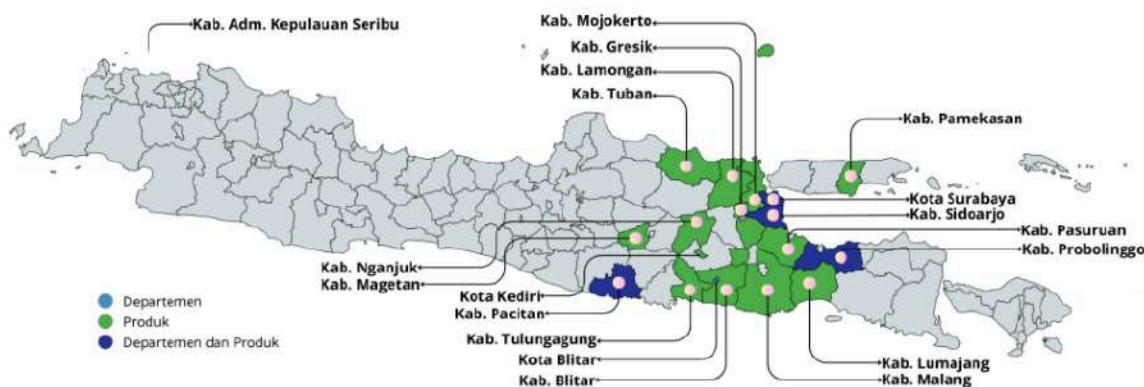 Kab. Adm. Kepulauan Seribu
Kab. Mojokerto
Kab. Gresik
Kab. Lamongan
Kab. Tuban
Kab. Pamekasan
Kota Surabaya
Kab. Sidoarjo
Kab. Pasuruan
Kab. Probolinggo
Kab. Nganjuk
Kab. Magetan
Kota Kediri
Kab. Pacitan
Kab. Tulungagung
Kota Blitar
Kab. Blitar
Kab. Lumajang
Kab. Malang
Departemen
Produk
Departemen dan Produk